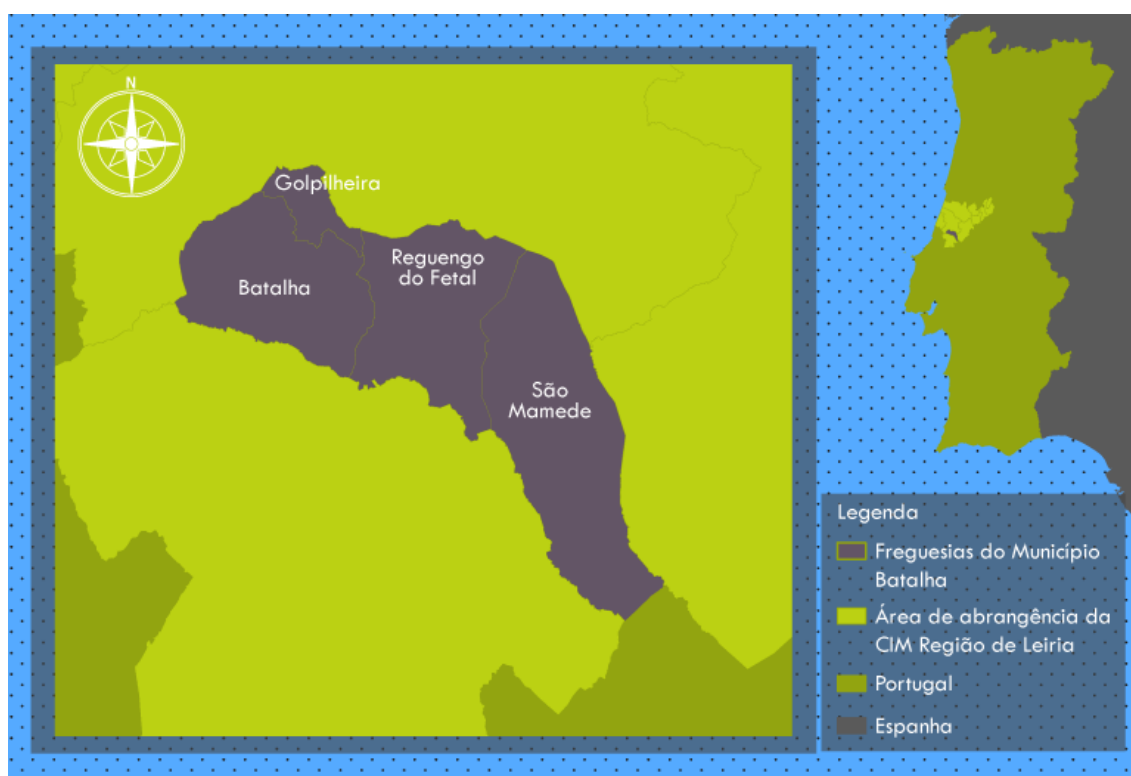 N
Golpilheira
Reguengo
do Fetal
Batalha
São
Mamede
Legenda
Freguesias do Município
Batalha
Área de abrangência da
CIM Região de Leiria
Portugal
Espanha